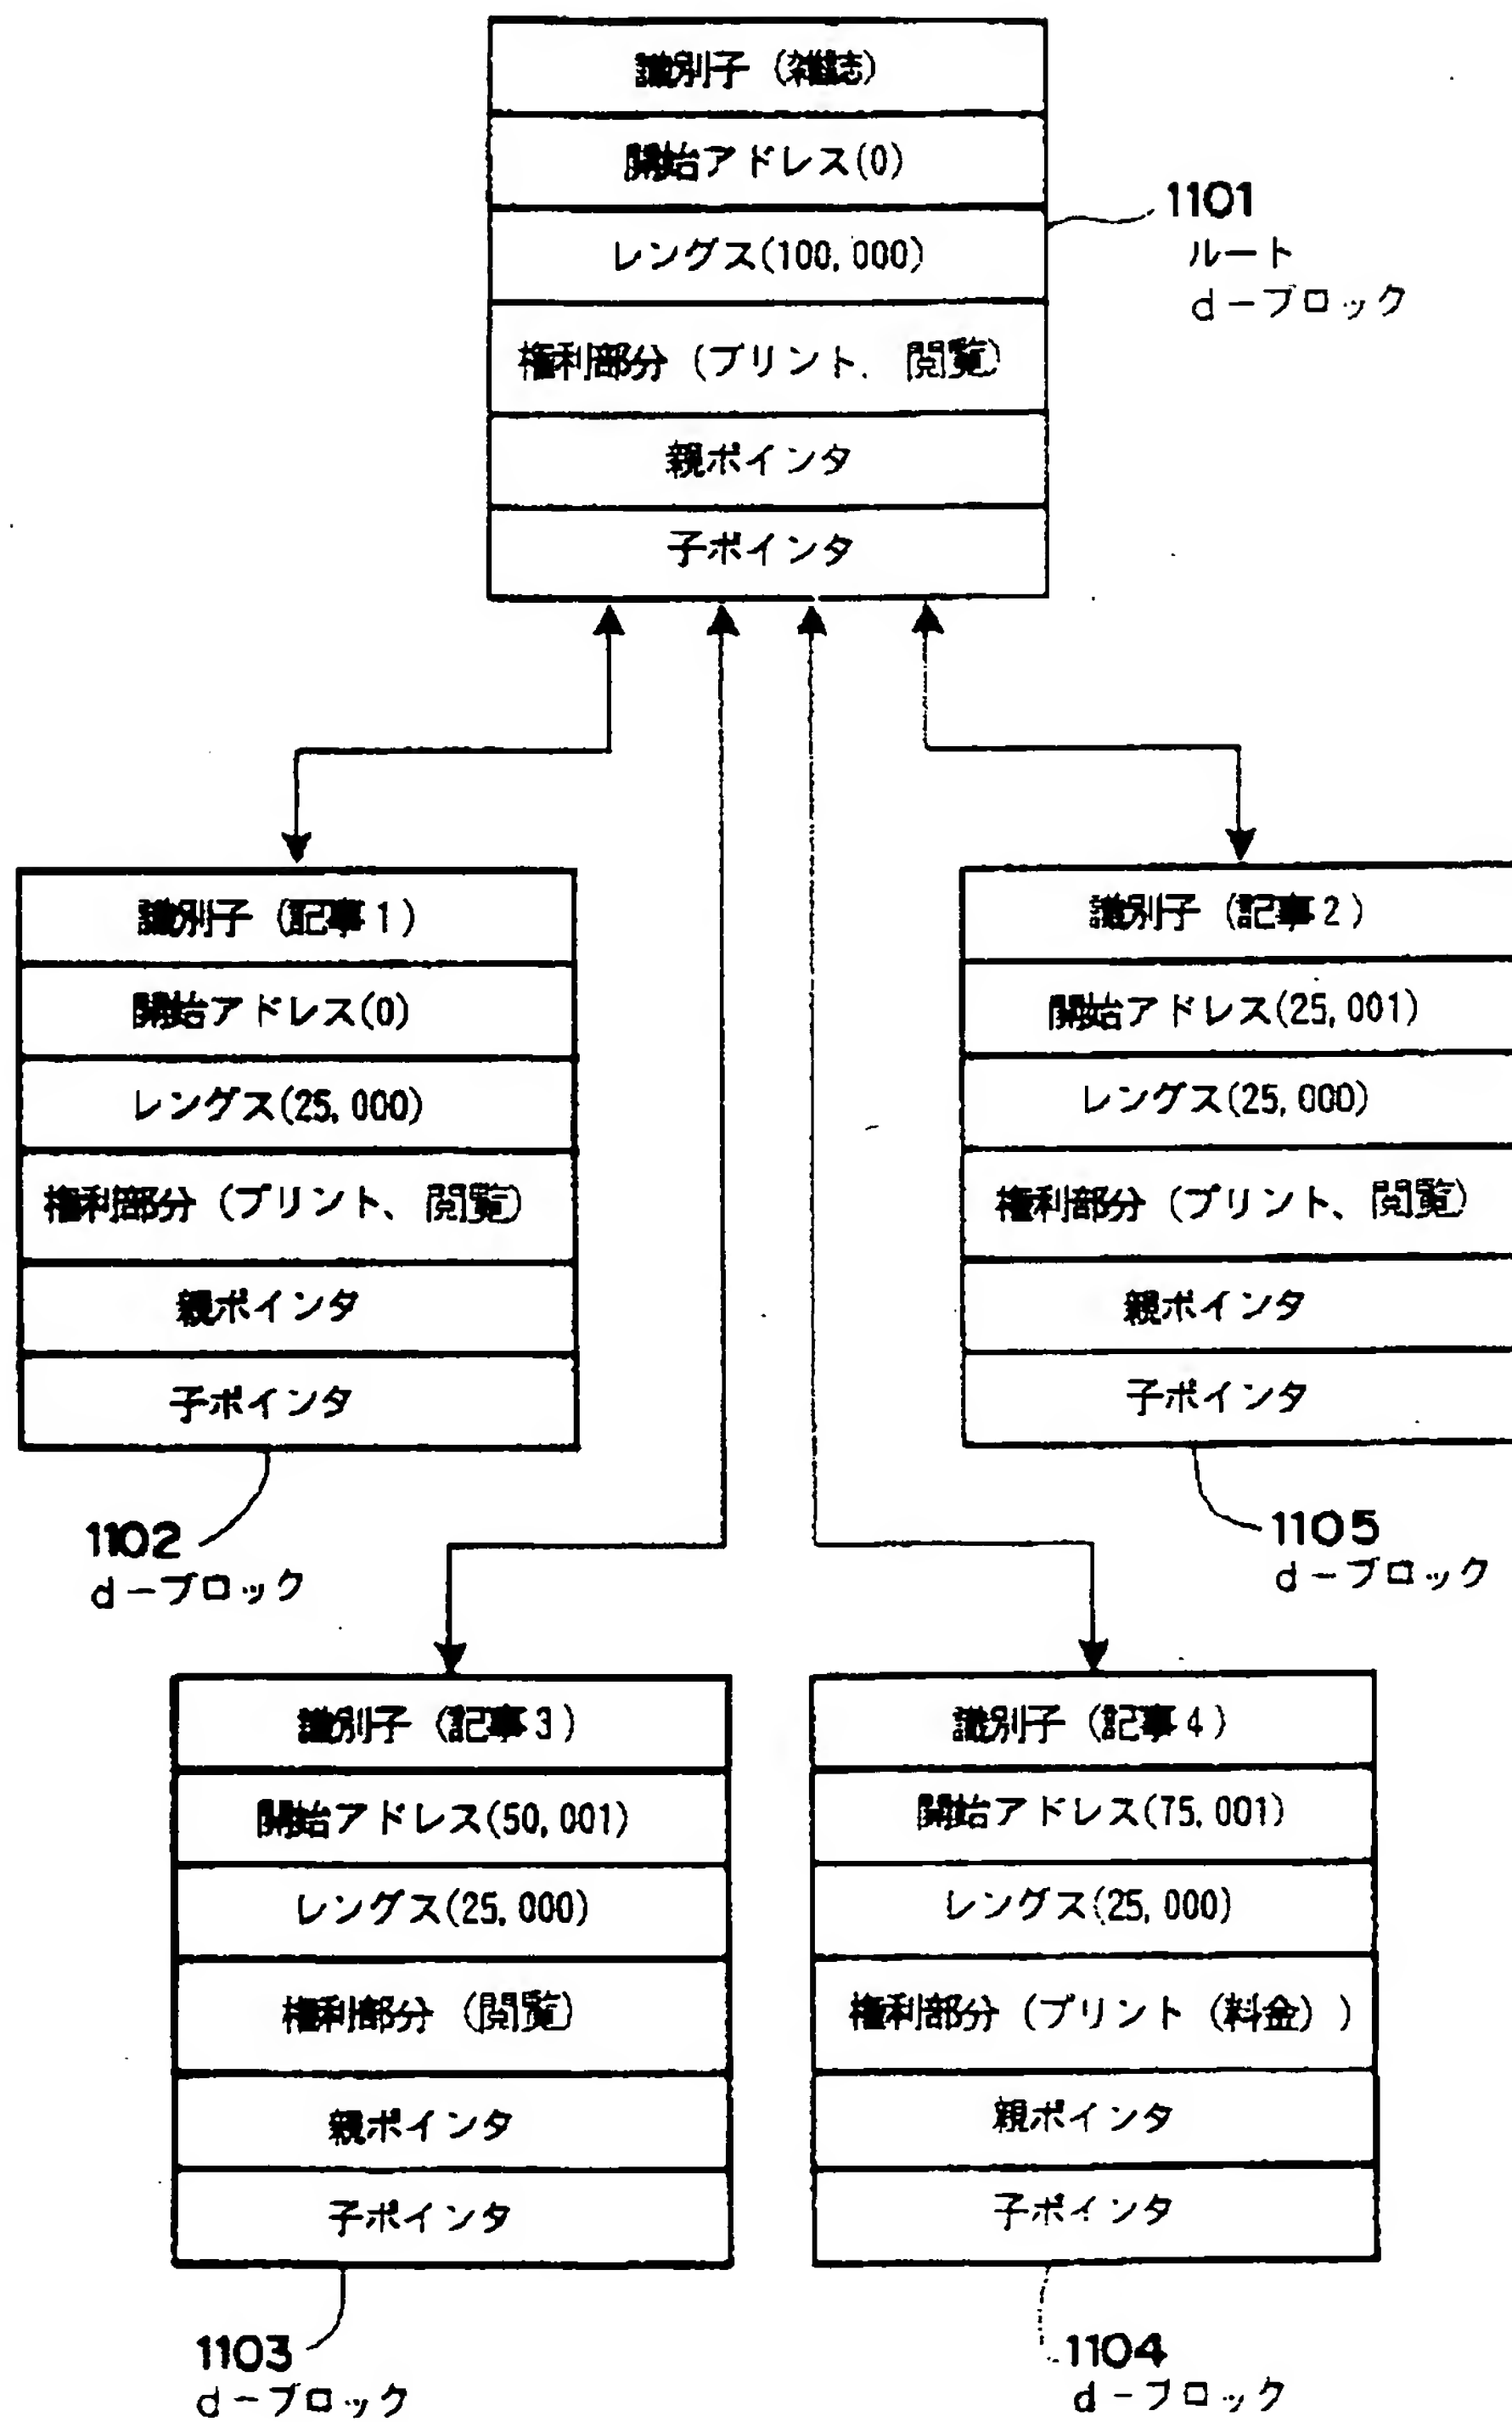 識別子 (雑誌)
開始アドレス(0)
レングス(100,000)
権利部分 (プリント、閲覧)
親ポインタ
子ポインタ
1101
ルート
d-ブロック
識別子 (記事1)
開始アドレス(0)
レングス(25,000)
権利部分 (プリント、閲覧)
親ポインタ
子ポインタ
1102
d-ブロック
識別子 (記事2)
開始アドレス(25,001)
レングス(25,000)
権利部分 (プリント、閲覧)
親ポインタ
子ポインタ
1105
d-ブロック
識別子 (記事3)
開始アドレス(50,001)
レングス(25,000)
権利部分 (閲覧)
親ポインタ
子ポインタ
1103
d-ブロック
識別子 (記事4)
開始アドレス(75,001)
レングス(25,000)
権利部分 (プリント (料金) )
親ポインタ
子ポインタ
1104
d-ブロック